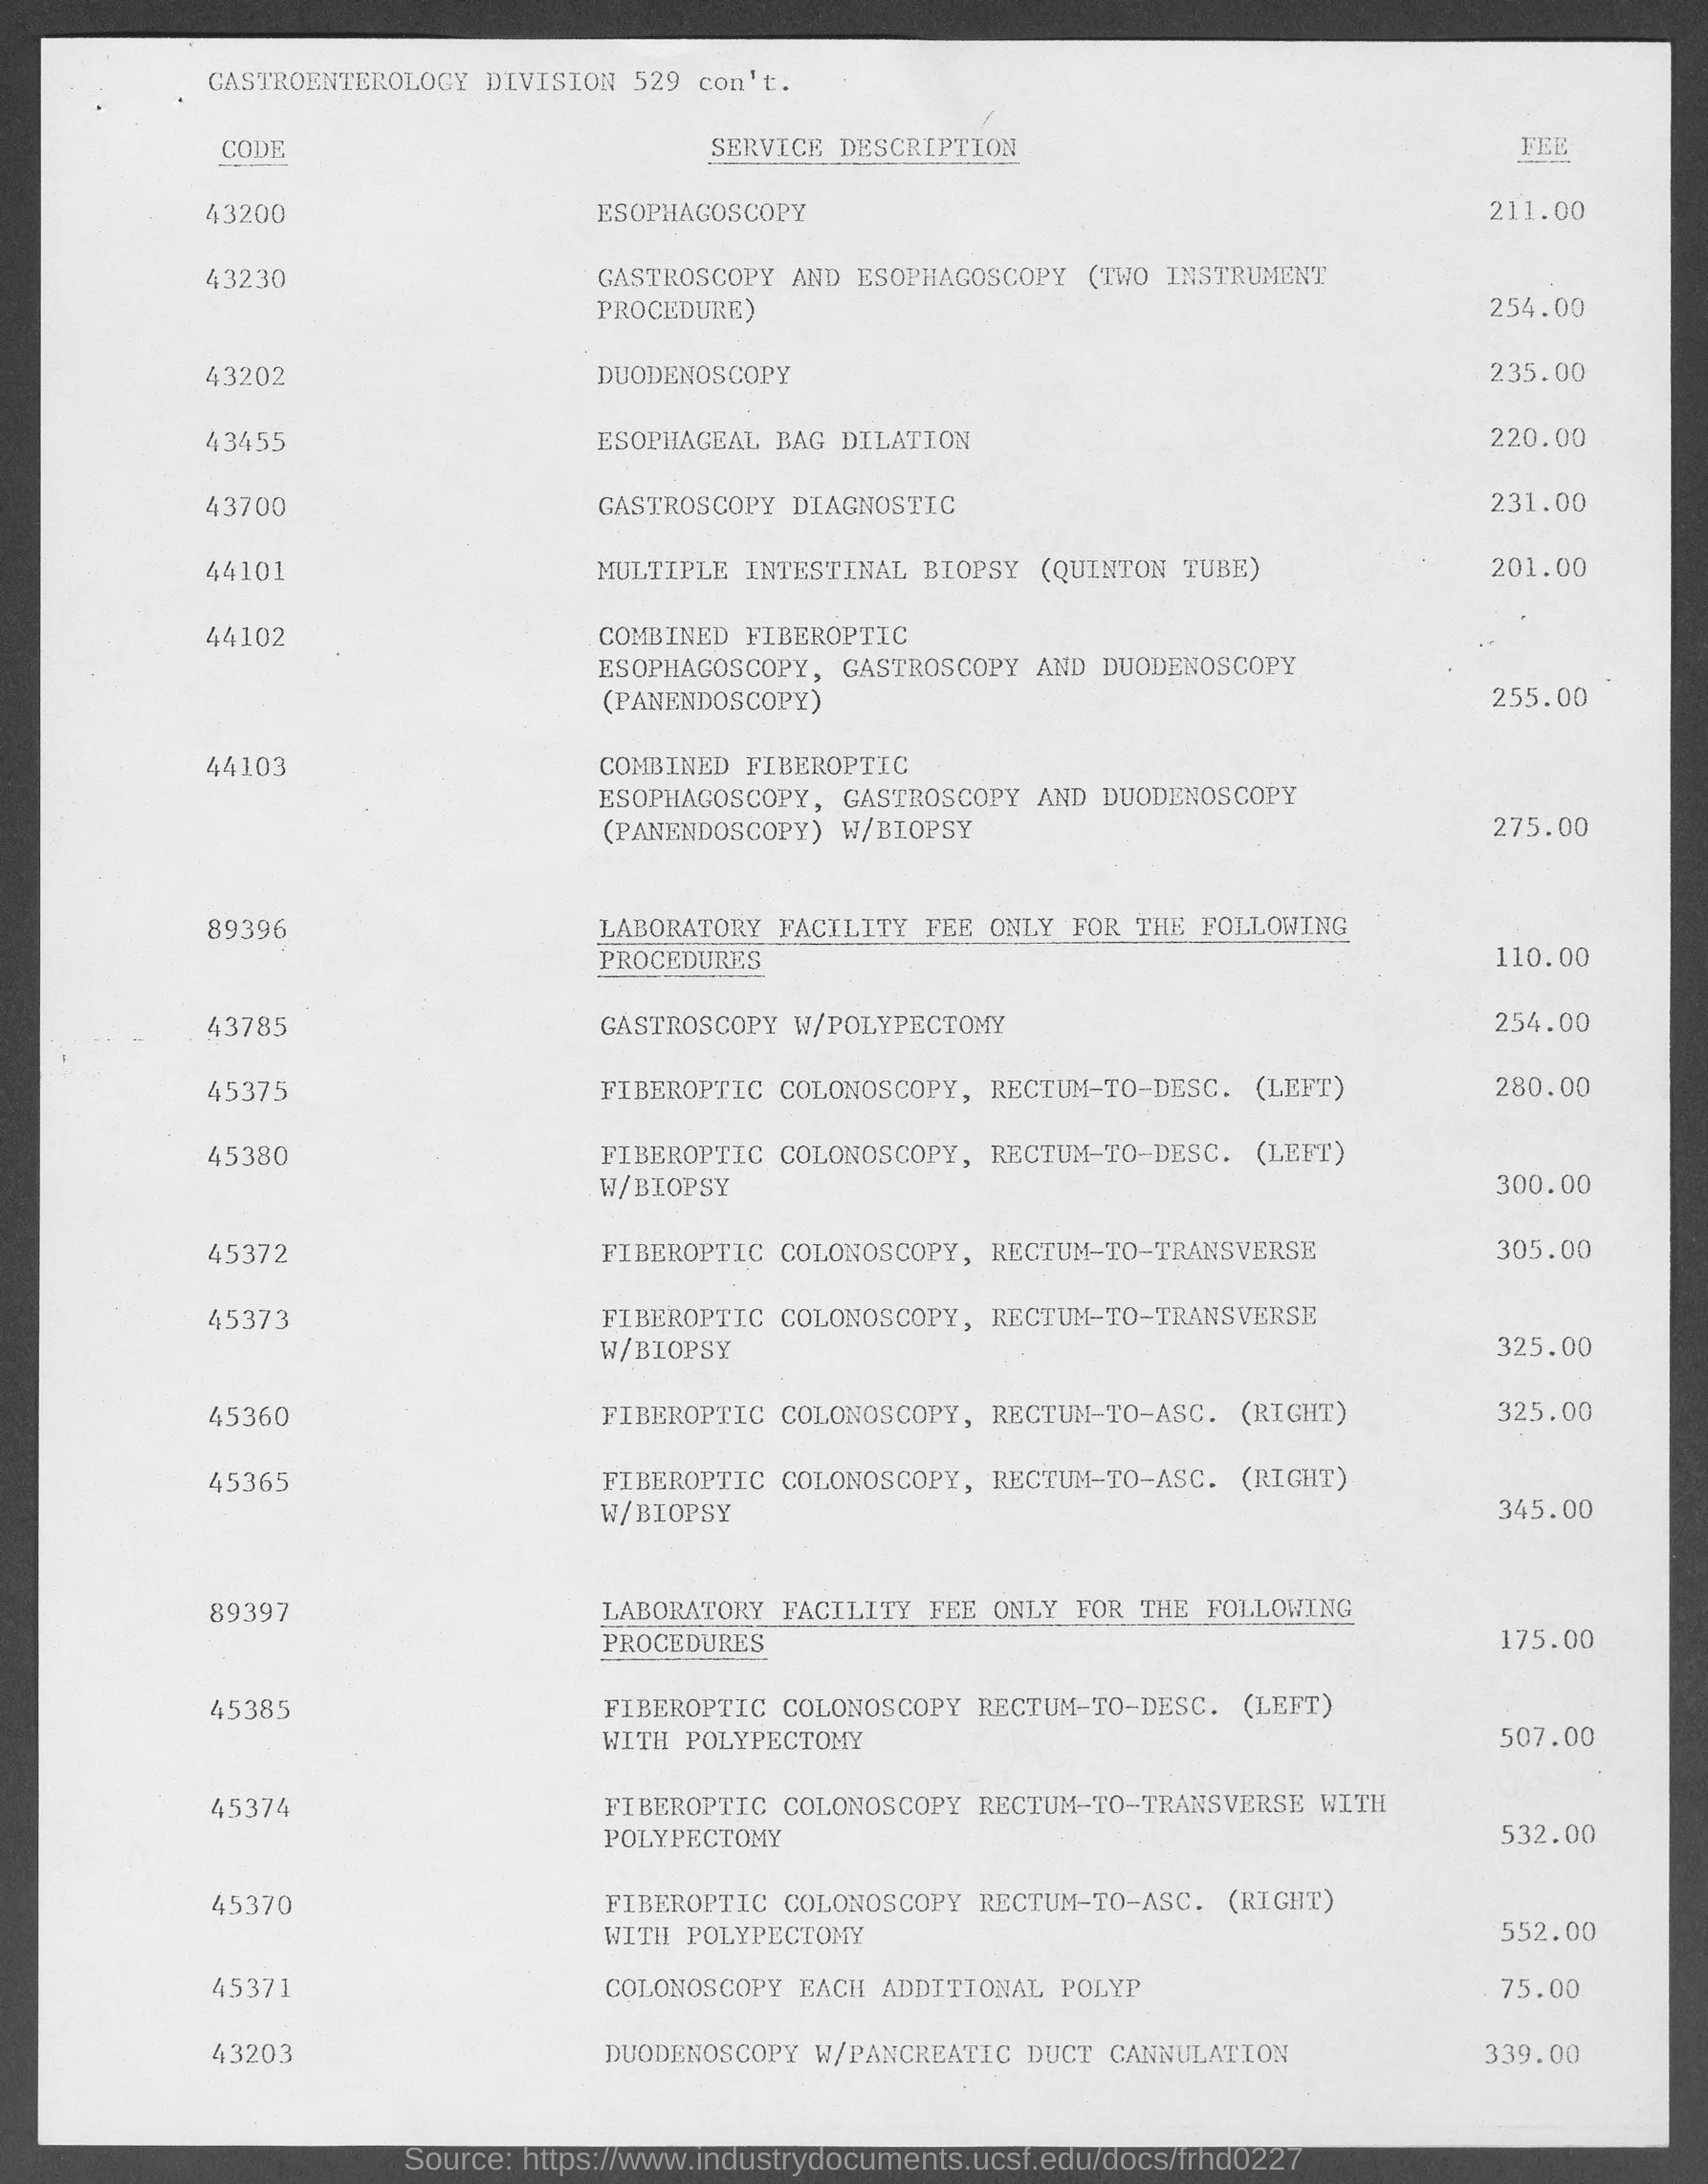 GASTROENTEROLOGY DIVISION 529 con't.
CODE SERVICE DESCRIPTION FEE
43200 ESOPHAGOSCOPY 211.00
43230 GASTROSCOPY AND ESOPHAGOSCOPY (TWO INSTRUMENT
PROCEDURE) 254.00
43202 DUODENOSCOPY 235.00
43455 ESOPHAGEAL BAG DILATION 220.00
43700 GASTROSCOPY DIAGNOSTIC 231.00
44101 MULTIPLE INTESTINAL BIOPSY (QUINTON TUBE) 201.00
44102 COMBINED FIBEROPTIC
ESOPHAGOSCOPY, GASTROSCOPY AND DUODENOSCOPY
(PANENDOSCOPY) 255.00
44103 COMBINED FIBEROPTIC
ESOPHAGOSCOPY, GASTROSCOPY AND DUODENOSCOPY
(PANENDOSCOPY) W/BIOPSY 275.00
89396 LABORATORY FACILITY FEE ONLY FOR THE FOLLOWING
PROCEDURES 110.00
43785 GASTROSCOPY W/POLYPECTOMY 254.00
45375 FIBEROPTIC COLONOSCOPY, RECTUM-TO-DESC. (LEFT) 280.00
45380 FIBEROPTIC COLONOSCOPY, RECTUM-TO-DESC. (LEFT)
W/BIOPSY 300.00
45372 FIBEROPTIC COLONOSCOPY, RECTUM-TO-TRANSVERSE 305.00
45373 FIBEROPTIC COLONOSCOPY, RECTUM-TO-TRANSVERSE
W/BIOPSY 325.00
45360 FIBEROPTIC COLONOSCOPY, RECTUM-TO-ASC. (RIGHT) 325.00
45365 FIBEROPTIC COLONOSCOPY, RECTUM-TO-ASC. (RIGHT)
W/BIOPSY 345.00
89397 LABORATORY FACILITY FEE ONLY FOR THE FOLLOWING
PROCEDURES 175.00
45385 FIBEROPTIC COLONOSCOPY RECTUM-TO-DESC. (LEFT)
WITH POLYPECTOMY 507.00
45374 FIBEROPTIC COLONOSCOPY RECTUM-TO-TRANSVERSE WITH
POLYPECTOMY 532.00
45370 FIBEROPTIC COLONOSCOPY RECTUM-TO-ASC. (RIGHT)
WITH POLYPECTOMY 552.00
45371 COLONOSCOPY EACH ADDITIONAL POLYP 75.00
43203 DUODENOSCOPY W/PANCREATIC DUCT CANNULATION 339.00
Source: https://www.industrydocuments.ucsf.edu/docs/frhd0227